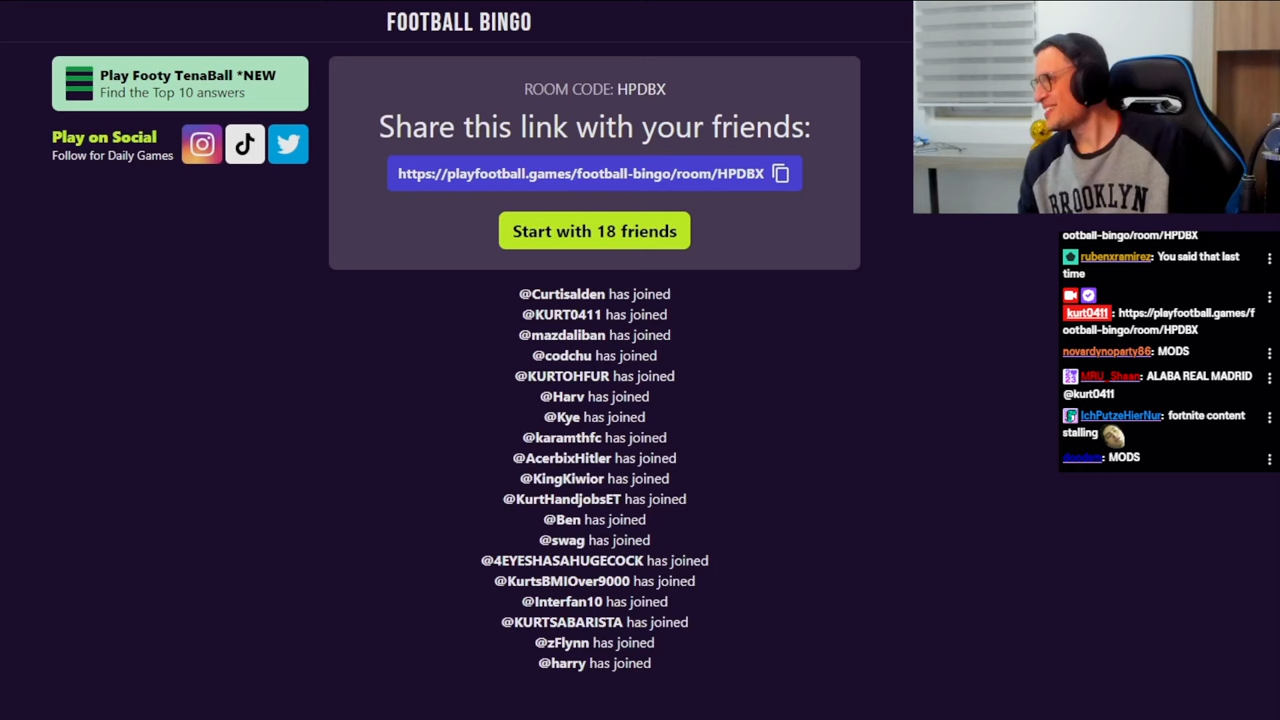 FOOTBALL BINGO
Play Footy TenaBall *NEW
Find the Top 10 answers
Play on Social
Follow for Daily Games
ROOM CODE: HPDBX
Share this link with your friends:
https://playfootball.games/football-bingo/room/HPDBX
Start with 18 friends
@Curtisalden has joined
@KURT0411 has joined
@mazdaliban has joined
@codchu has joined
@KURTOHFUR has joined
@Harv has joined
@Kye has joined
@karamthfc has joined
@AcerbixHitler has joined
@KingKiwior has joined
@KurtHandjobsET has joined
@Ben has joined
@swag has joined
@4EYESHASAHUGECOCK has joined
@KurtsBMIOver9000 has joined
@Interfan10 has joined
@KURTSABARISTA has joined
@zFlynn has joined
@harry has joined
BROOKLYN
ootball-bingo/room/HPDBX
rubenxramirez: You said that last
time
kurt0411: https://playfootball.games/f
ootball-bingo/room/HPDBX
novardynoparty86: MODS
MRU_Shaan: ALABA REAL MADRID
@kurt0411
IchPutzeHierNur: fortnite content
stalling
: MODS